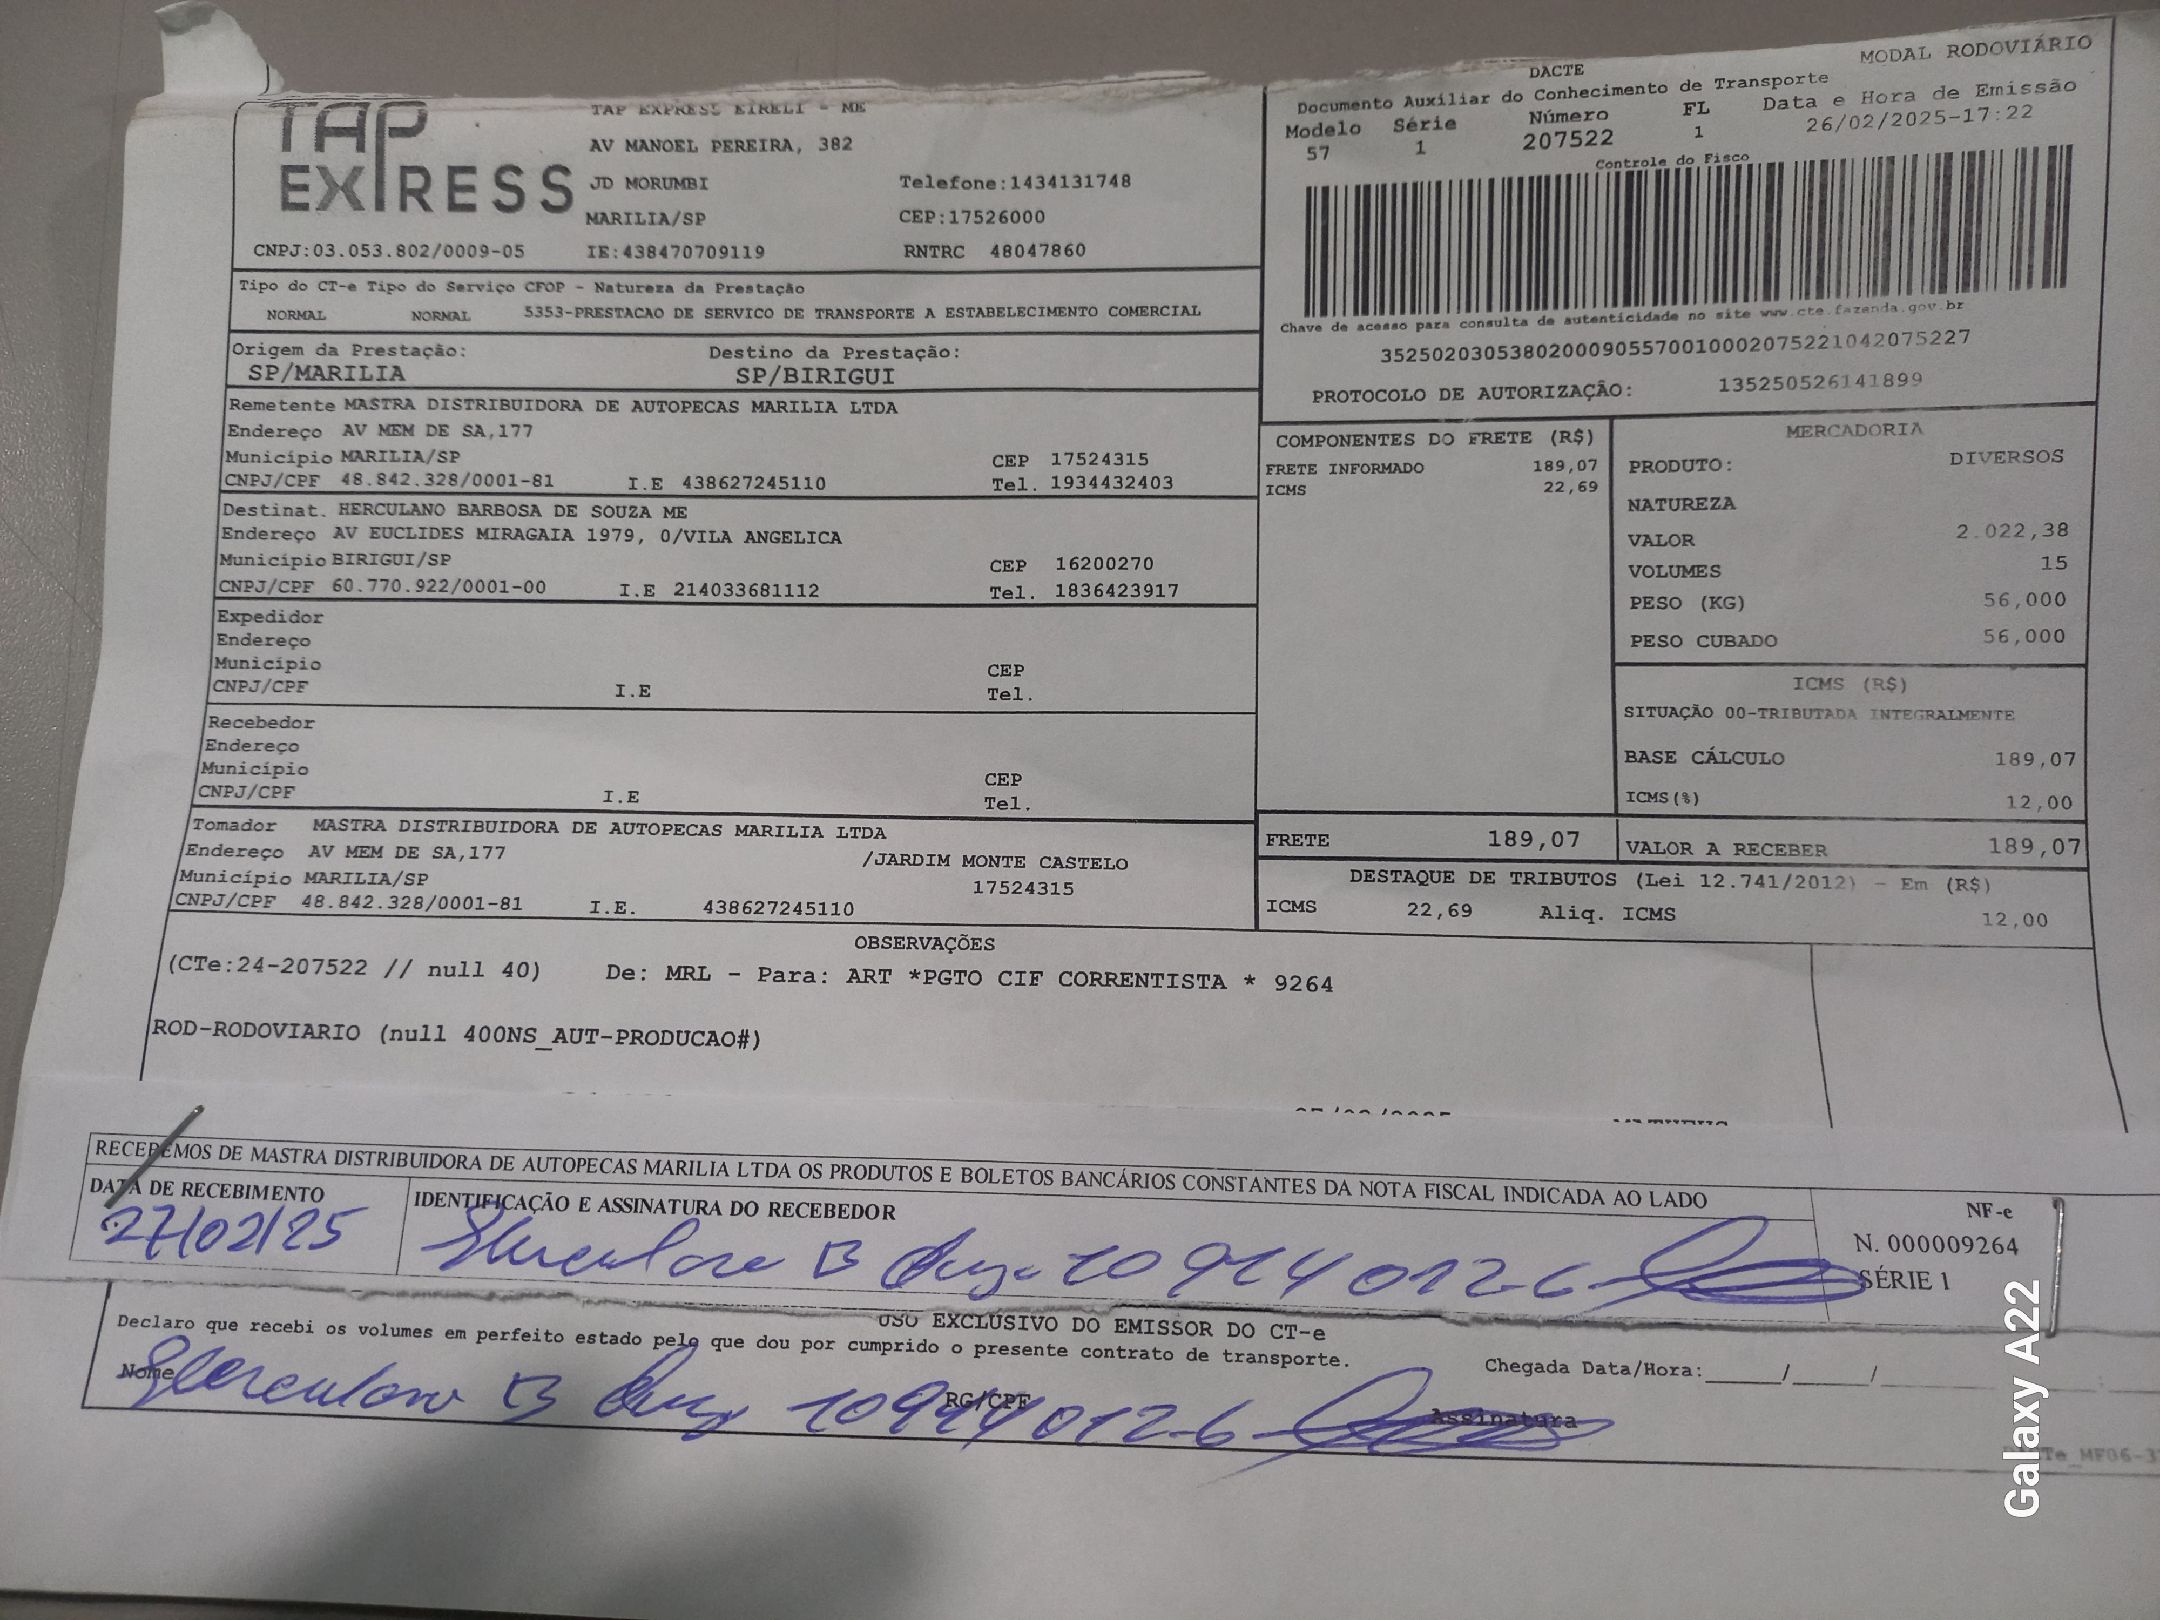 TAP
EXPRESS
TAP EXPRESS EIRELI - ME
AV MANOEL PEREIRA, 382
JD MORUMBI Telefone:1434131748
MARILIA/SP CEP:17526000
CNPJ:03.053.802/0009-05 IE:438470709119 RNTRC 48047860
MODAL RODOVIÁRIO
DACTE
Documento Auxiliar do Conhecimento de Transporte
Modelo Série Número FL Data e Hora de Emissão
57 1 207522 1 26/02/2025-17:22
Controle do Fisco
Chave de acesso para consulta de autenticidade no site www.cte.fazenda.gov.br
35250203053802000905570010002075221042075227
PROTOCOLO DE AUTORIZAÇÃO: 135250526141899
Tipo do CT-e Tipo do Serviço CFOP - Natureza da Prestação
NORMAL NORMAL 5353-PRESTACAO DE SERVICO DE TRANSPORTE A ESTABELECIMENTO COMERCIAL
Origem da Prestação: Destino da Prestação:
SP/MARILIA SP/BIRIGUI
Remetente MASTRA DISTRIBUIDORA DE AUTOPECAS MARILIA LTDA
Endereço AV MEM DE SA,177
Município MARILIA/SP CEP 17524315
CNPJ/CPF 48.842.328/0001-81 I.E 438627245110 Tel. 1934432403
Destinat. HERCULANO BARBOSA DE SOUZA ME
Endereço AV EUCLIDES MIRAGAIA 1979, 0/VILA ANGELICA
Município BIRIGUI/SP CEP 16200270
CNPJ/CPF 60.770.922/0001-00 I.E 214033681112 Tel. 1836423917
Expedidor
Endereço
Município CEP
CNPJ/CPF I.E Tel.
Recebedor
Endereço
Município CEP
CNPJ/CPF I.E Tel.
Tomador MASTRA DISTRIBUIDORA DE AUTOPECAS MARILIA LTDA
Endereço AV MEM DE SA,177 /JARDIM MONTE CASTELO
Município MARILIA/SP 17524315
CNPJ/CPF 48.842.328/0001-81 I.E. 438627245110
COMPONENTES DO FRETE (R$)
FRETE INFORMADO 189,07
ICMS 22,69
MERCADORIA
PRODUTO: DIVERSOS
NATUREZA
VALOR 2.022,38
VOLUMES 15
PESO (KG) 56,000
PESO CUBADO 56,000
ICMS (R$)
SITUAÇÃO 00-TRIBUTADA INTEGRALMENTE
BASE CÁLCULO 189,07
ICMS(%) 12,00
FRETE 189,07 VALOR A RECEBER 189,07
DESTAQUE DE TRIBUTOS (Lei 12.741/2012) - Em (R$)
ICMS 22,69 Aliq. ICMS 12,00
OBSERVAÇÕES
(CTe:24-207522 // null 40) De: MRL - Para: ART *PGTO CIF CORRENTISTA * 9264
ROD-RODOVIARIO (null 400NS_AUT-PRODUCAO#)
RECEBEMOS DE MASTRA DISTRIBUIDORA DE AUTOPECAS MARILIA LTDA OS PRODUTOS E BOLETOS BANCÁRIOS CONSTANTES DA NOTA FISCAL INDICADA AO LADO
DATA DE RECEBIMENTO IDENTIFICAÇÃO E ASSINATURA DO RECEBEDOR
27/02/25 Herculano B
NF-e
N. 000009264
SÉRIE 1
USO EXCLUSIVO DO EMISSOR DO CT-e
Declaro que recebi os volumes em perfeito estado pelo que dou por cumprido o presente contrato de transporte.
Chegada Data/Hora:______/______/______
Nome Herculano B RG/CPF Assinatura
Galaxy A22